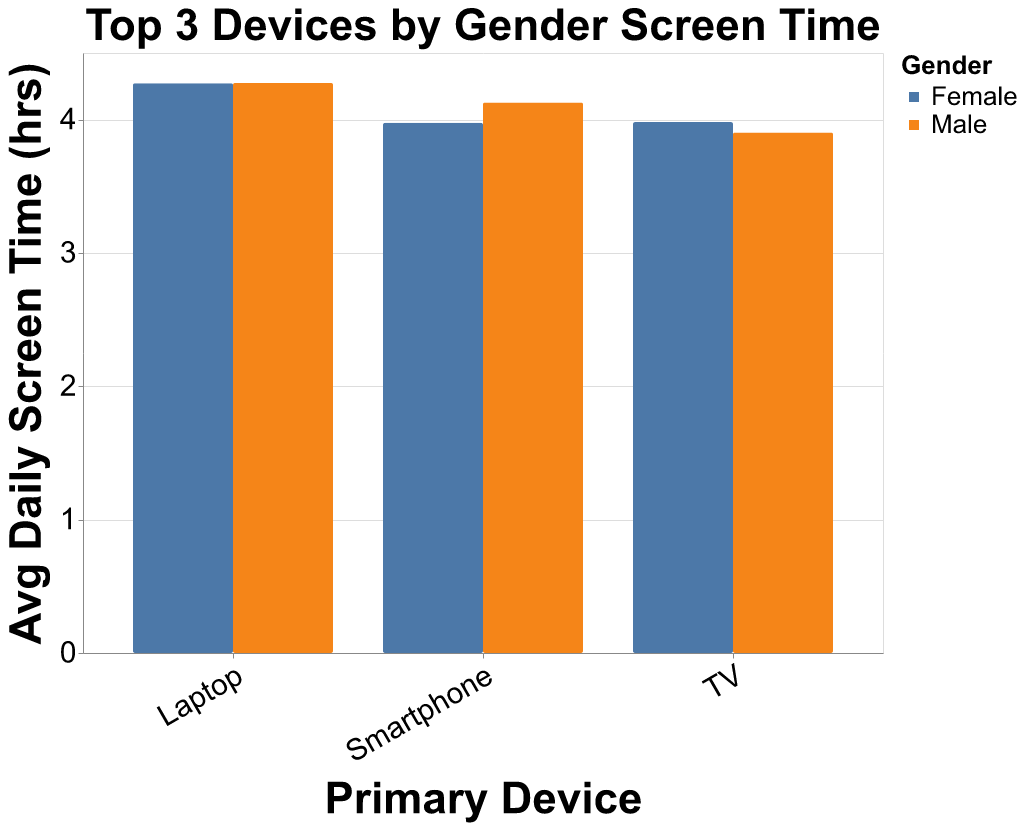 Top 3 Devices by Gender Screen Time
Avg Daily Screen Time (hrs)
4
3
2
1
0
Laptop
Smartphone
TV
Primary Device
Gender
Female
Male